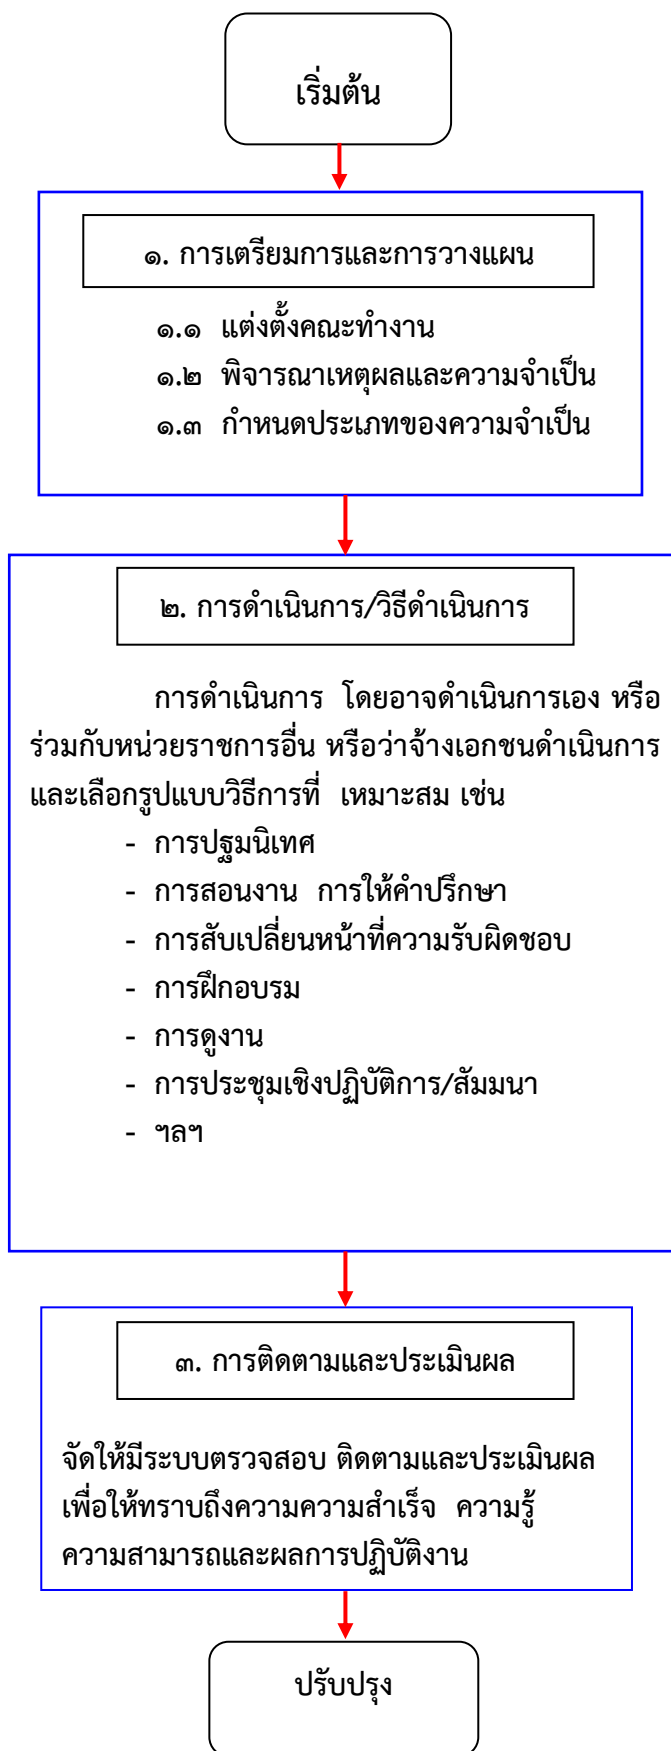 เริ่มต้น
๑. การเตรียมการและการวางแผน
๑.๑ แต่งตั้งคณะทำงาน
๑.๒ พิจารณาเหตุผลและความจำเป็น
๑.๓ กำหนดประเภทของความจำเป็น
๒. การดำเนินการ/วิธีดำเนินการ
การดำเนินการ โดยอาจดำเนินการเอง หรือ
ร่วมกับหน่วยราชการอื่น หรือว่าจ้างเอกชนดำเนินการ
และเลือกรูปแบบวิธีการที่ เหมาะสม เช่น
- การปฐมนิเทศ
- การสอนงาน การให้คำปรึกษา
- การสับเปลี่ยนหน้าที่ความรับผิดชอบ
- การฝึกอบรม
- การดูงาน
- การประชุมเชิงปฏิบัติการ/สัมมนา
- ฯลฯ
๓. การติดตามและประเมินผล
จัดให้มีระบบตรวจสอบ ติดตามและประเมินผล
เพื่อให้ทราบถึงความความสำเร็จ ความรู้
ความสามารถและผลการปฏิบัติงาน
ปรับปรุง